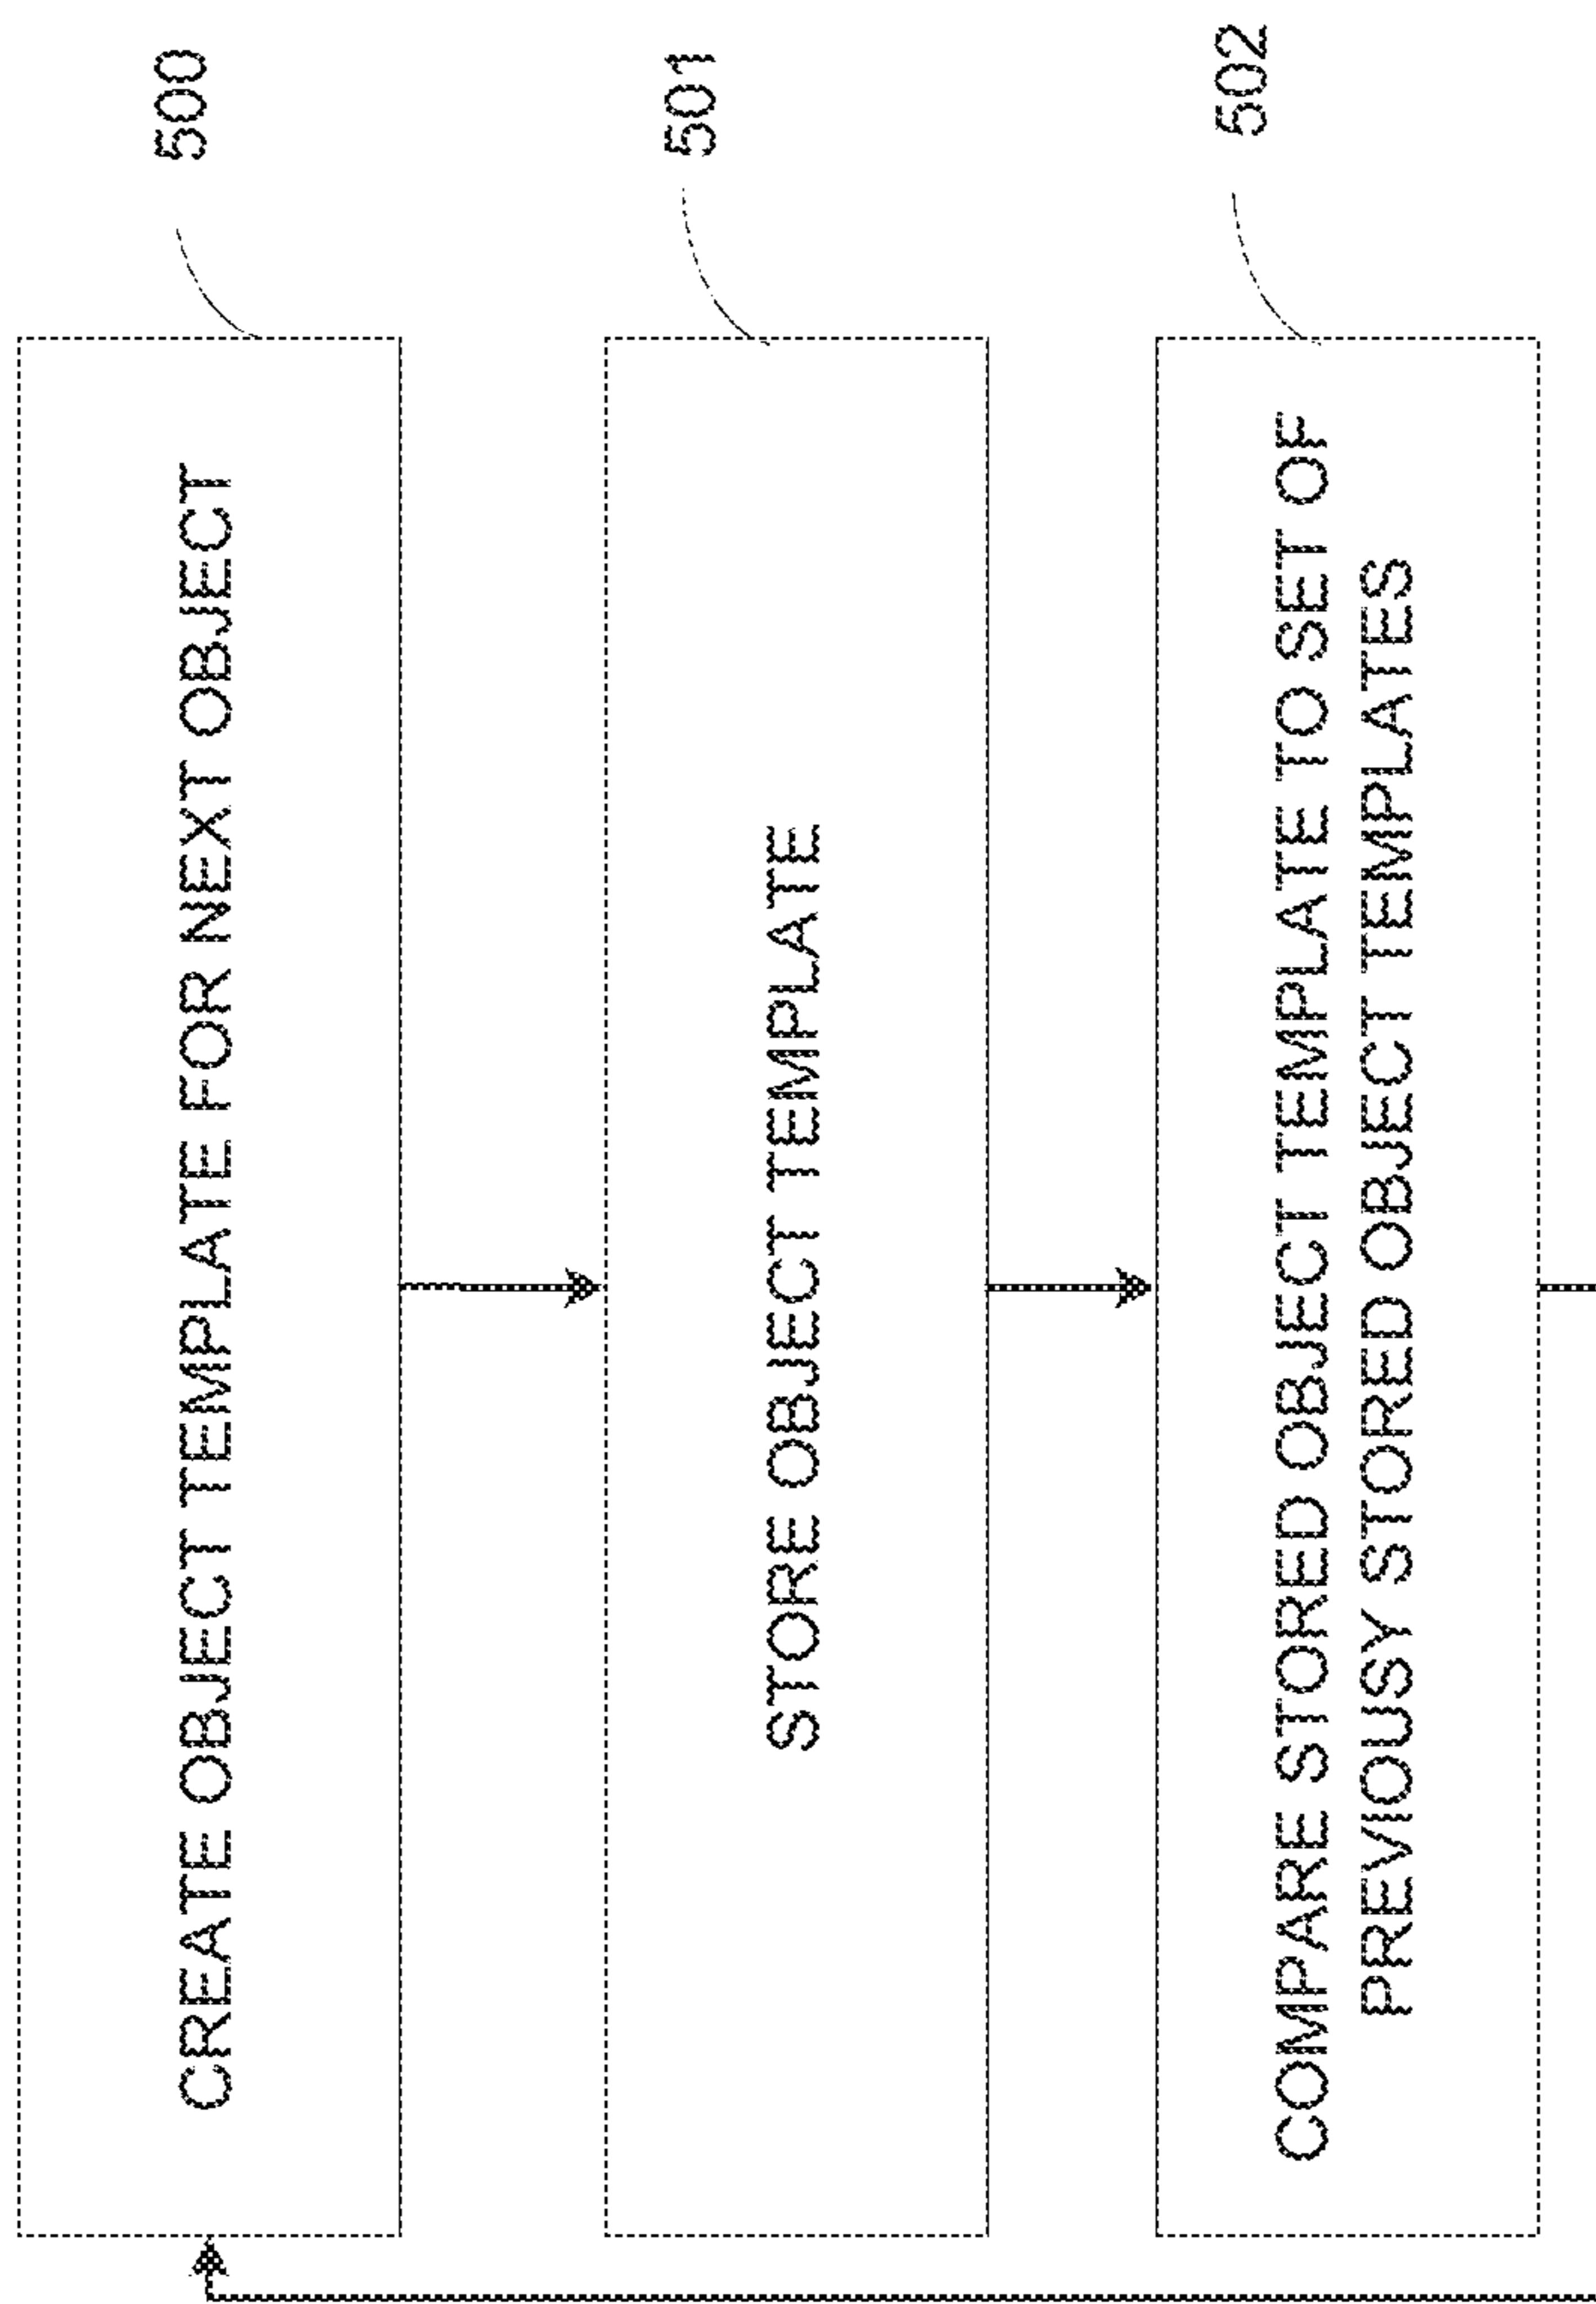 CREATE OBJECT TEMPLATE FOR NEXT OBJECT
500
STORE OBJECT TEMPLATE
501
COMPARE STORED OBJECT TEMPLATE TO SET OF
PREVIOUSY STORED OBJECT TEMPLATES
502